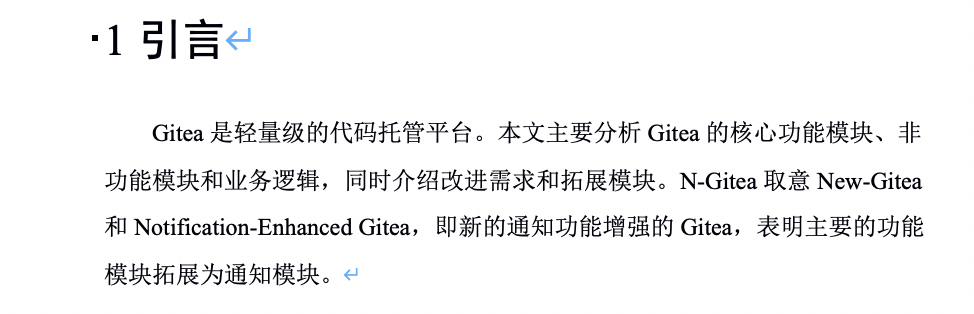 1 引言
Gitea 是轻量级的代码托管平台。本文主要分析 Gitea 的核心功能模块、非
功能模块和业务逻辑，同时介绍改进需求和拓展模块。N-Gitea 取意 New-Gitea
和 Notification-Enhanced Gitea，即新的通知功能增强的 Gitea，表明主要的功能
模块拓展为通知模块。